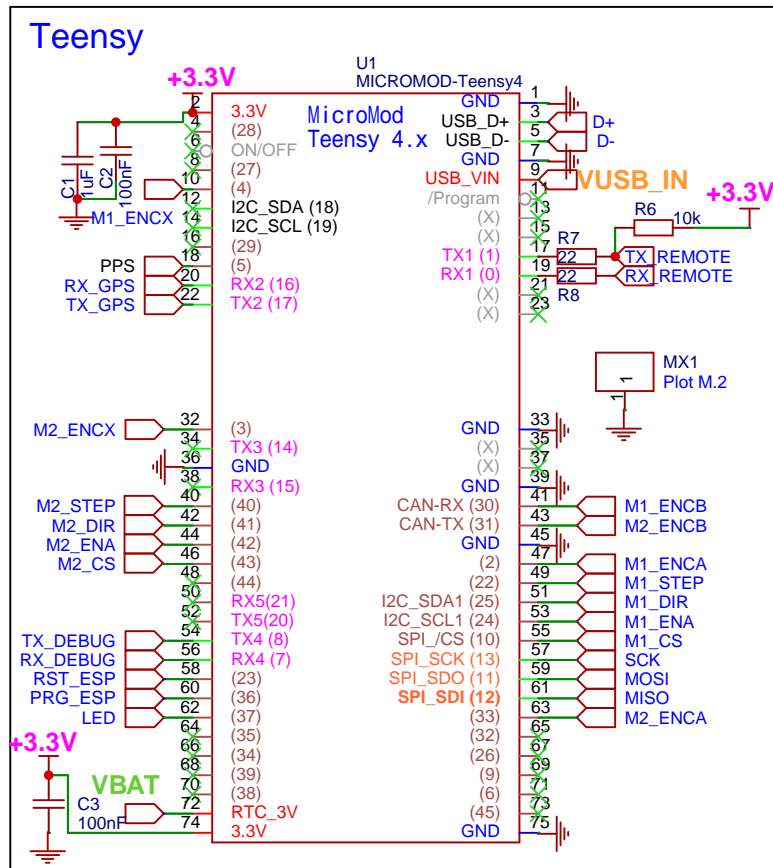 Teensy
U1
MICROMOD-Teensy4
+3.3V
MicroMod
Teensy 4.x
2 3.3V
4 (28)
6 ON/OFF
8 (27)
10 (4)
M1_ENCX
12 I2C_SDA (18)
14 I2C_SCL (19)
16 (29)
PPS 18 (5)
RX_GPS 20 RX2 (16)
TX_GPS 22 TX2 (17)
C1
1uF
C2
100nF
M2_ENCX 32 (3)
34 TX3 (14)
36 GND
38 RX3 (15)
M2_STEP 40 (40)
M2_DIR 42 (41)
M2_ENA 44 (42)
M2_CS 46 (43)
48 (44)
50 RX5(21)
52 TX5(20)
TX_DEBUG 54 TX4 (8)
RX_DEBUG 56 RX4 (7)
RST_ESP 58 (23)
PRG_ESP 60 (36)
LED 62 (37)
64 (35)
66 (34)
68 (39)
70 (38)
VBAT 72 RTC_3V
74 3.3V
+3.3V
C3
100nF
GND 1
USB_D+ 3 D+
USB_D- 5 D-
GND 7
USB_VIN 9 VUSB_IN
/Program 11
(X) 13
(X) 15
TX1 (1) 17 R7 22 TX_REMOTE
RX1 (0) 19 22 R8 RX_REMOTE
(X) 21
(X) 23
R6 10k
+3.3V
MX1
Plot M.2
1 1
GND 33
(X) 35
(X) 37
GND 39
CAN-RX (30) 41 M1_ENCB
CAN-TX (31) 43 M2_ENCB
GND 45
(2) 47 M1_ENCA
(22) 49 M1_STEP
I2C_SDA1 (25) 51 M1_DIR
I2C_SCL1 (24) 53 M1_ENA
SPI_/CS (10) 55 M1_CS
SPI_SCK (13) 57 SCK
SPI_SDO (11) 59 MOSI
SPI_SDI (12) 61 MISO
(33) 63 M2_ENCA
(32) 65
(26) 67
(9) 69
(6) 71
(45) 73
GND 75